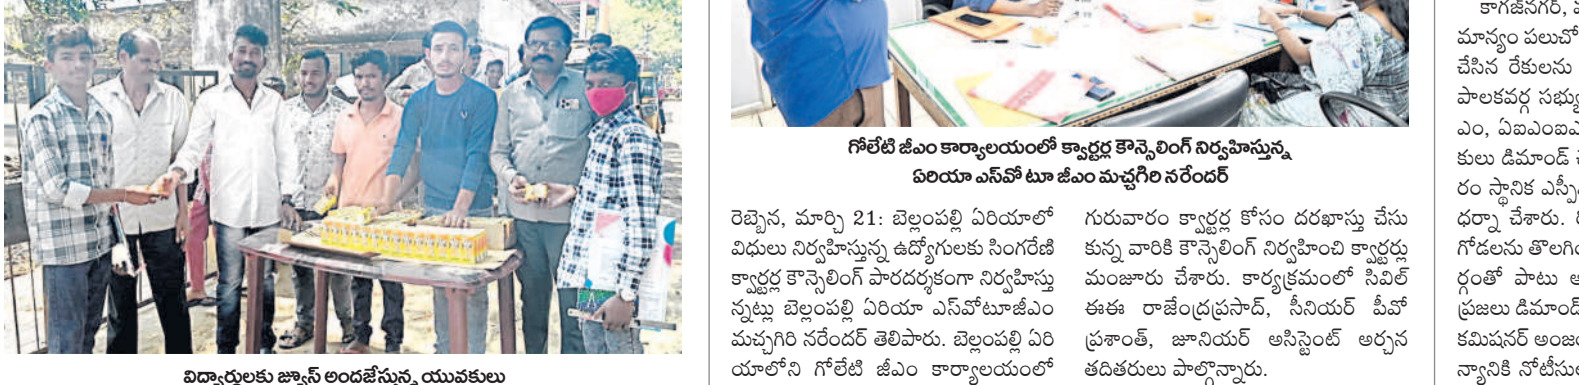 విద్యార్థులకు జ్యూస్ అందజేస్తున్న యువకులు
గోలేటి జీఎం కార్యాలయంలో క్వార్టర్ల కౌన్సెలింగ్ నిర్వహిస్తున్న
ఏరియా ఎస్‌వో టూ జీఎం మచ్చగిరి నరేందర్
రెబ్బెన, మార్చి 21: బెల్లంపల్లి ఏరియాలో
విధులు నిర్వహిస్తున్న ఉద్యోగులకు సింగరేణి
క్వార్టర్ల కౌన్సెలింగ్ పారదర్శకంగా నిర్వహిస్తు
న్నట్లు బెల్లంపల్లి ఏరియా ఎస్‌వోటూజీఎం
మచ్చగిరి నరేందర్ తెలిపారు. బెల్లంపల్లి ఏరి
యాలోని గోలేటి జీఎం కార్యాలయంలో
గురువారం క్వార్టర్ల కోసం దరఖాస్తు చేసు
కున్న వారికి కౌన్సెలింగ్ నిర్వహించి క్వార్టర్లు
మంజూరు చేశారు. కార్యక్రమంలో సివిల్
ఈఈ రాజేంద్రప్రసాద్, సీనియర్ పీవో
ప్రశాంత్, జూనియర్ అసిస్టెంట్ అర్చన
తదితరులు పాల్గొన్నారు.
కాగజ్‌నగర్,
మాన్యం పలుచో
చేసిన రేకులను
పాలకవర్గ సభ్యు
ఎం, ఏఐఎంఐఎ
కులు డిమాండ్
రం స్థానిక ఎస్పీ
ధర్నా చేశారు.
గోడలను తొలగిం
ర్గంతో పాటు
ప్రజలు డిమాండ్
కమిషనర్ అంజ
న్యానికి నోటీసుల